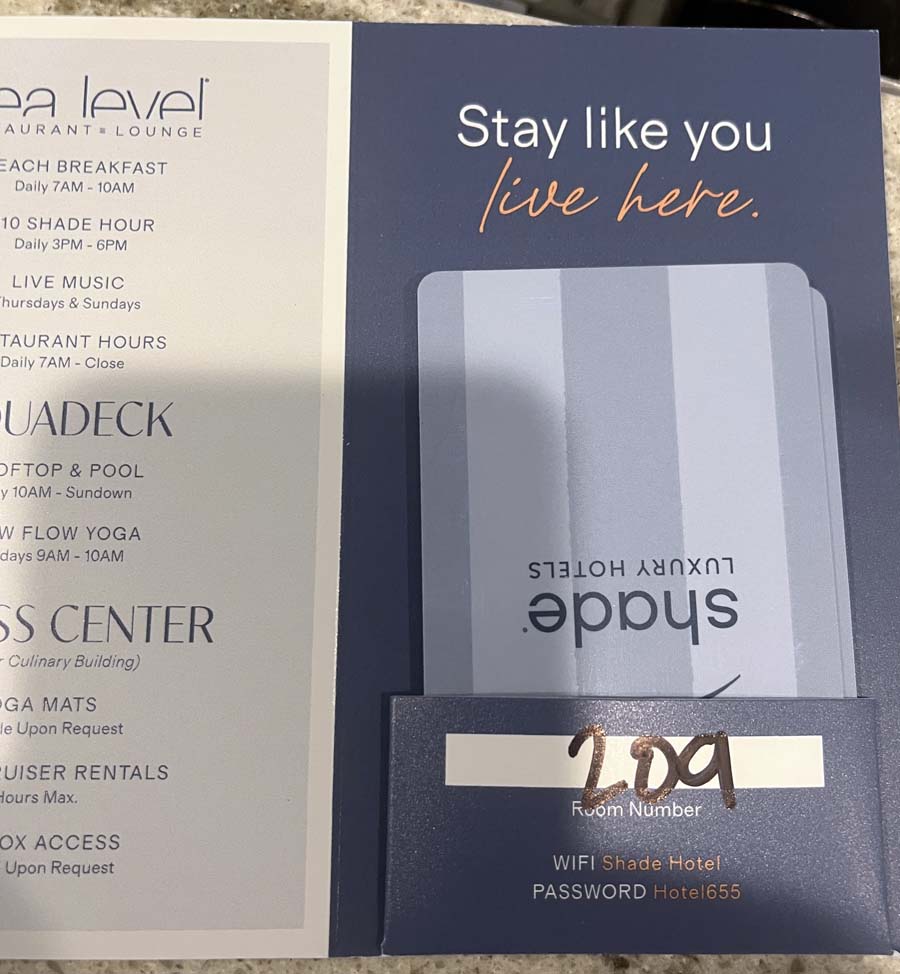 ea level
AURANT LOUNGE
EACH BREAKFAST
Daily 7AM - 10AM
10 SHADE HOUR
Daily 3PM - 6PM
LIVE MUSIC
hursdays & Sundays
TAURANT HOURS
Daily 7AM - Close
UADECK
OFTOP & POOL
y 10AM - Sundown
W FLOW YOGA
days 9AM - 10AM
SS CENTER
r Culinary Building)
GA MATS
le Upon Request
RUISER RENTALS
Hours Max.
OX ACCESS
Upon Request
Stay like you
live here.
shade
LUXURY HOTELS
209
Room Number
WIFI Shade Hotel
PASSWORD Hotel655